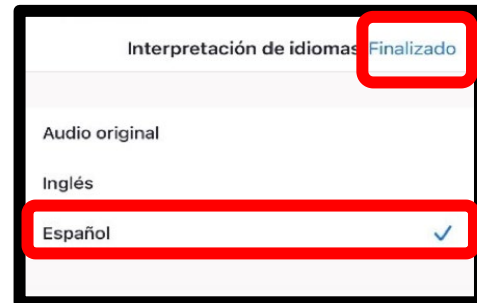 Interpretación de idiomas Finalizado
Audio original
Inglés
Español